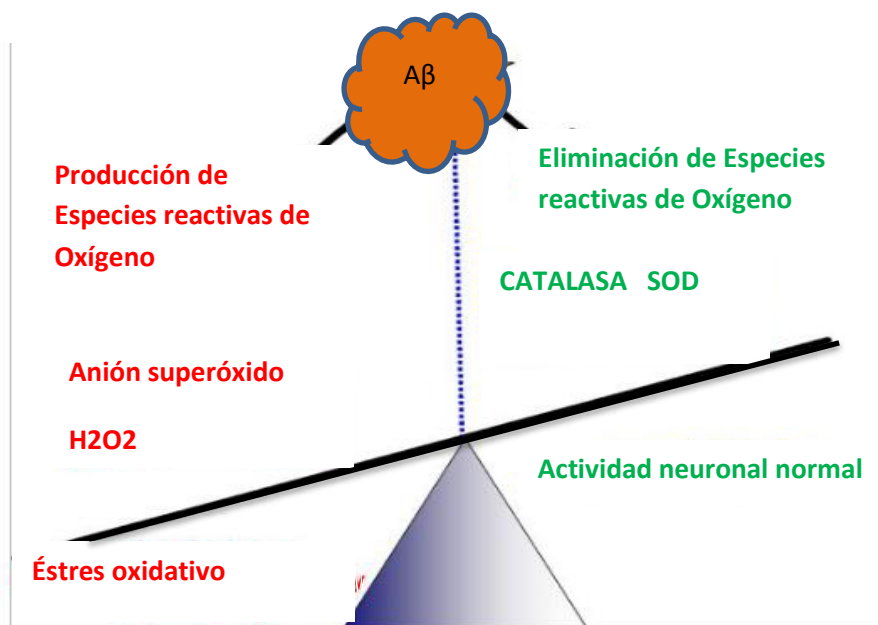 Aβ
Producción de
Especies reactivas de
Oxígeno
Eliminación de Especies
reactivas de Oxígeno
CATALASA SOD
Anión superóxido
H2O2
Actividad neuronal normal
Éstres oxidativo